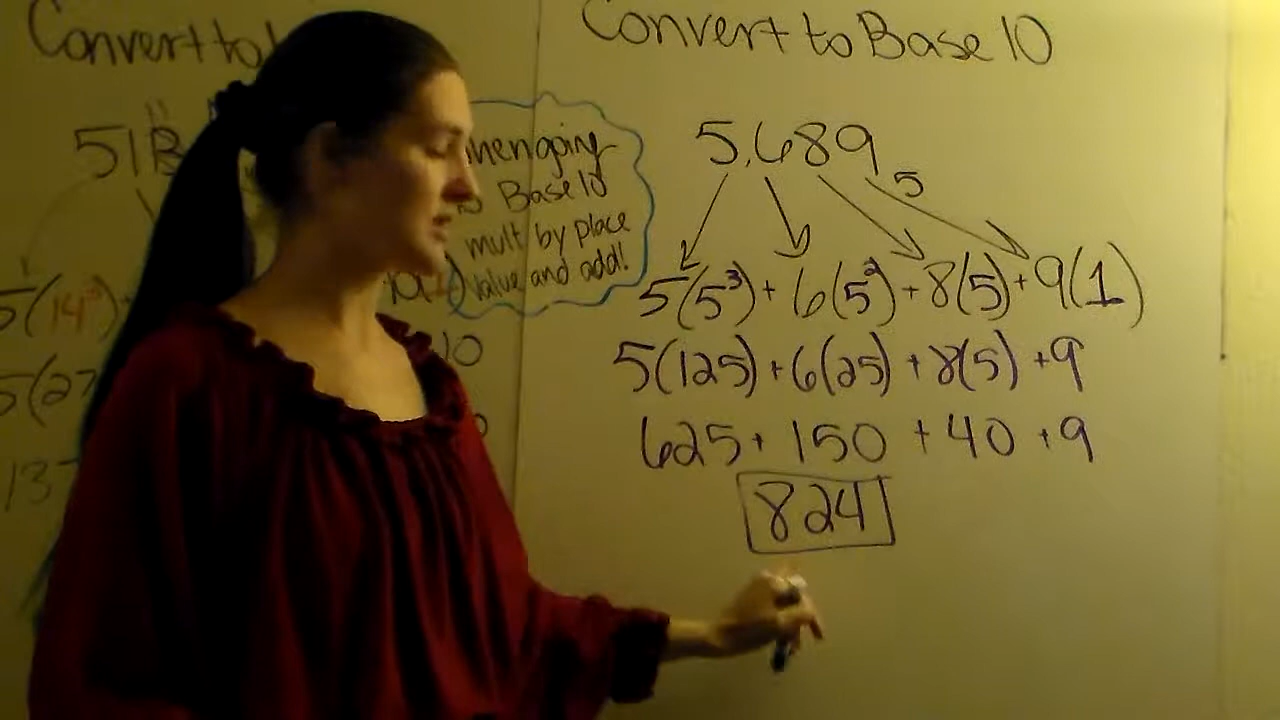 Convert to
51B
5(14³)
5(27
137
Base 10
mult by place
value and add!
10
Convert to Base 10
5,689
5
5(5³) + 6(5²) + 8(5) + 9(1)
5(125) + 6(25) + 8(5) + 9
625 + 150 + 40 + 9
824